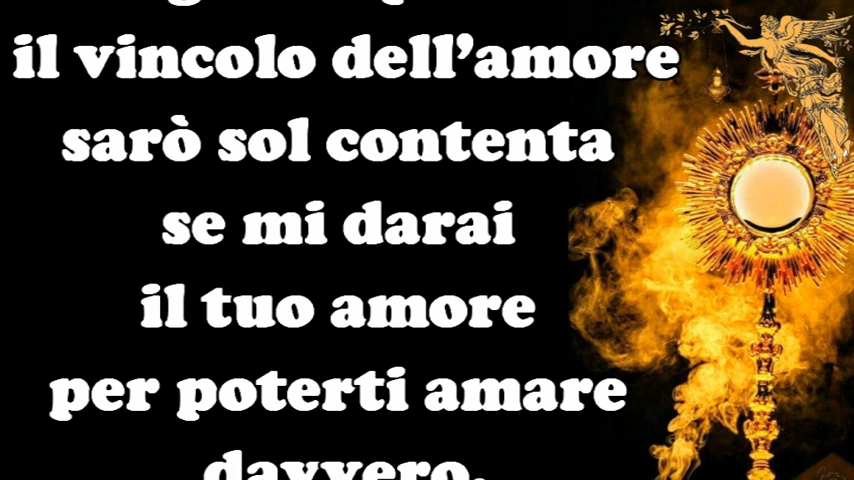 il vincolo dell’amore
sarò sol contenta
se mi darai
il tuo amore
per poterti amare
davvero.